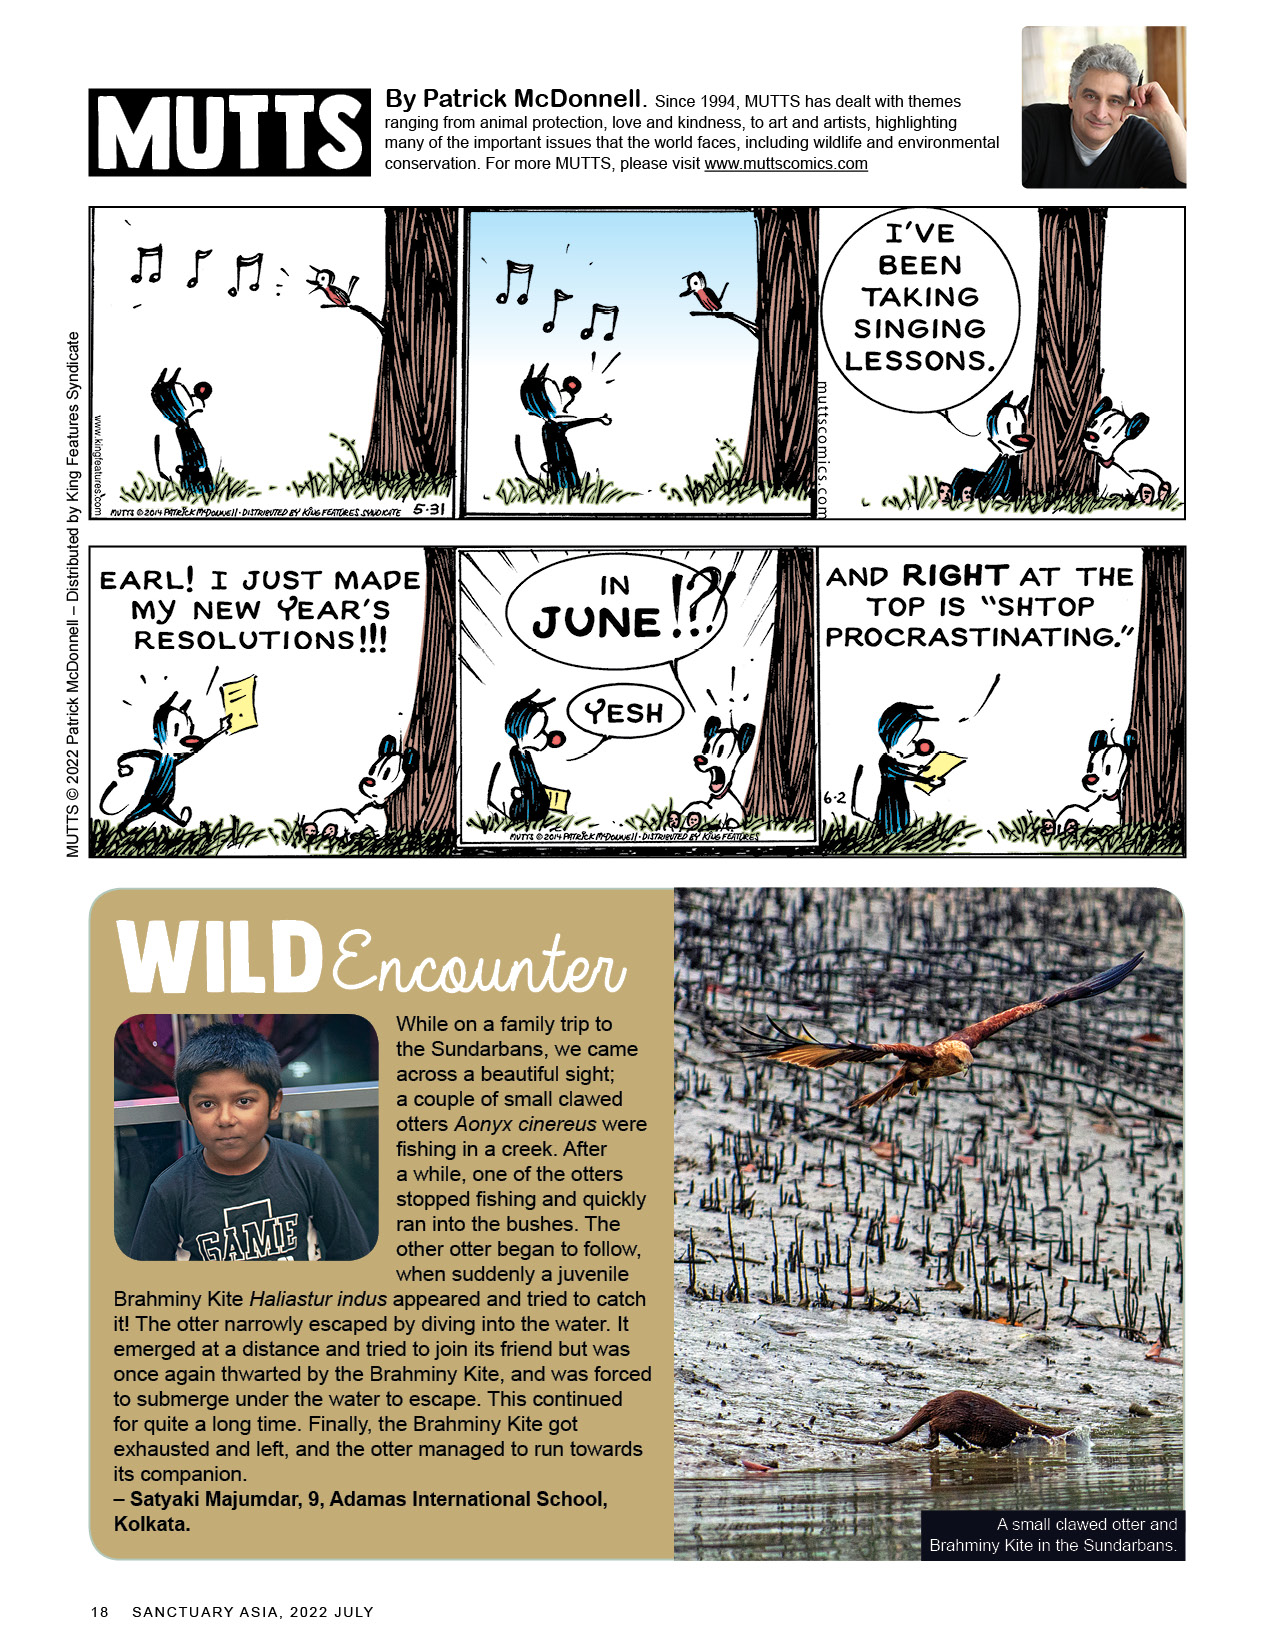 MUTTS
By Patrick McDonnell. Since 1994, MUTTS has dealt with themes
ranging from animal protection, love and kindness, to art and artists, highlighting
many of the important issues that the world faces, including wildlife and environmental
conservation. For more MUTTS, please visit www.muttscomics.com
MUTTS © 2022 Patrick McDonnell – Distributed by King Features Syndicate
www.kingfeatures.com
MUTTS © 2014 PATRICK McDONNELL • DISTRIBUTED BY KING FEATURES SYNDICATE 5•31
I'VE
BEEN
TAKING
SINGING
LESSONS.
muttscomics.com
EARL! I JUST MADE
MY NEW YEAR'S
RESOLUTIONS!!!
IN
JUNE!!?
YESH
MUTTS © 2014 PATRICK McDONNELL • DISTRIBUTED BY KING FEATURES
AND RIGHT AT THE
TOP IS "SHTOP
PROCRASTINATING."
6•2
WILD Encounter
While on a family trip to
the Sundarbans, we came
across a beautiful sight;
a couple of small clawed
otters Aonyx cinereus were
fishing in a creek. After
a while, one of the otters
stopped fishing and quickly
ran into the bushes. The
other otter began to follow,
when suddenly a juvenile
Brahminy Kite Haliastur indus appeared and tried to catch
it! The otter narrowly escaped by diving into the water. It
emerged at a distance and tried to join its friend but was
once again thwarted by the Brahminy Kite, and was forced
to submerge under the water to escape. This continued
for quite a long time. Finally, the Brahminy Kite got
exhausted and left, and the otter managed to run towards
its companion.
– Satyaki Majumdar, 9, Adamas International School,
Kolkata.
GAME
A small clawed otter and
Brahminy Kite in the Sundarbans.
18 SANCTUARY ASIA, 2022 JULY